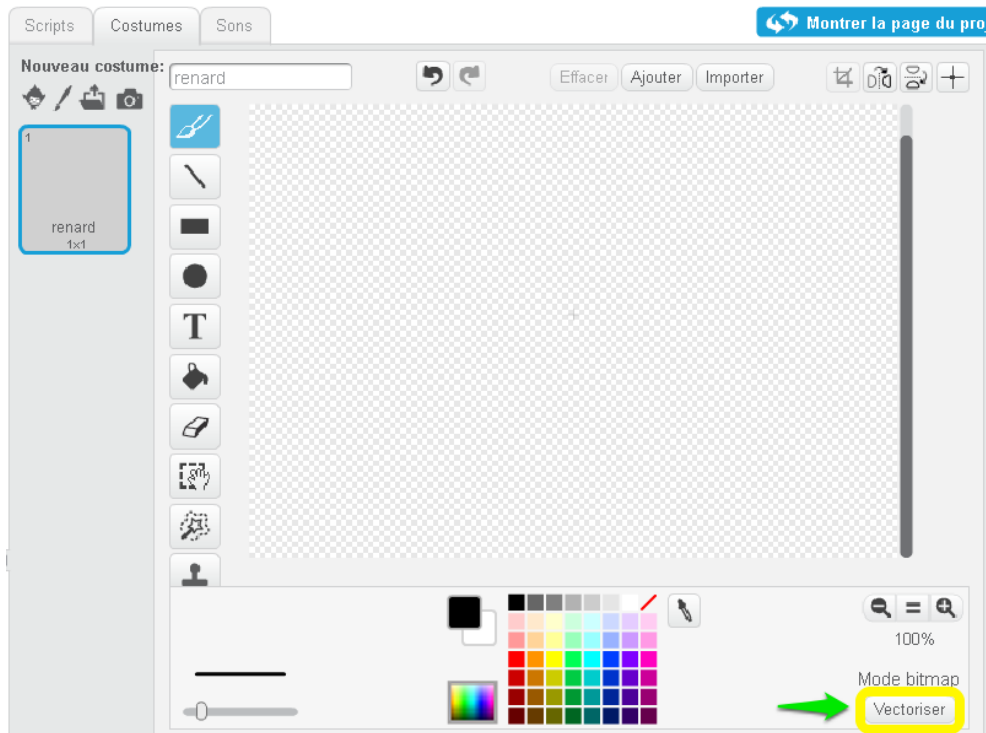 Scripts
Costumes
Sons
Montrer la page du proj
Nouveau costume:
renard
Effacer
Ajouter
Importer
1
renard
1x1
T
100%
Mode bitmap
Vectoriser